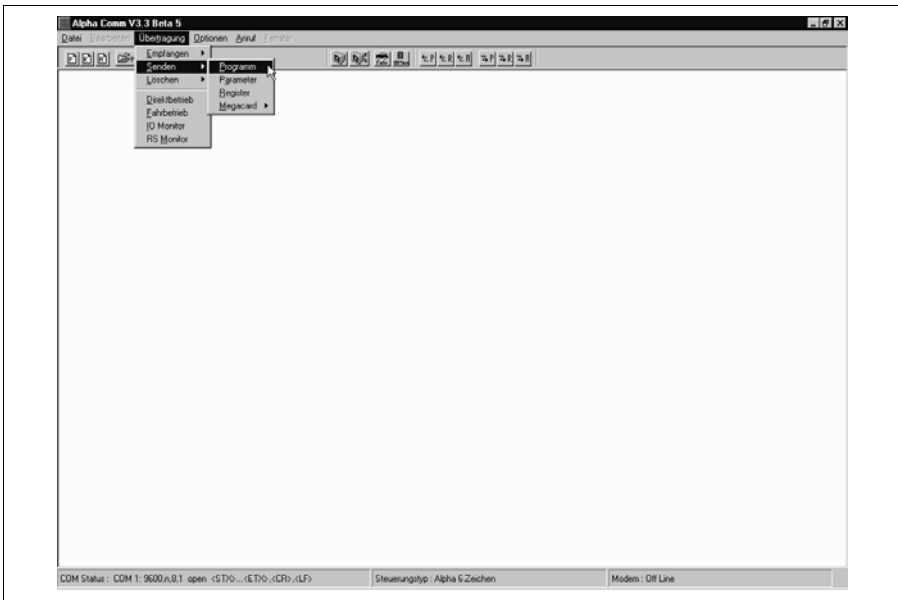 Alpha Comm V3.3 Beta 5
Datei Bearbeiten Übertragung Optionen Anruf Fenster
Empfangen
Senden
Löschen
Direktbetrieb
Fahrbetrieb
IO Monitor
RS Monitor
Programm
Parameter
Register
Megacard
COM Status : COM 1: 9600,n,8,1 open <STX>...<ETX>,<CR>,<LF>
Steuerungstyp : Alpha 6 Zeichen
Modem : Off Line